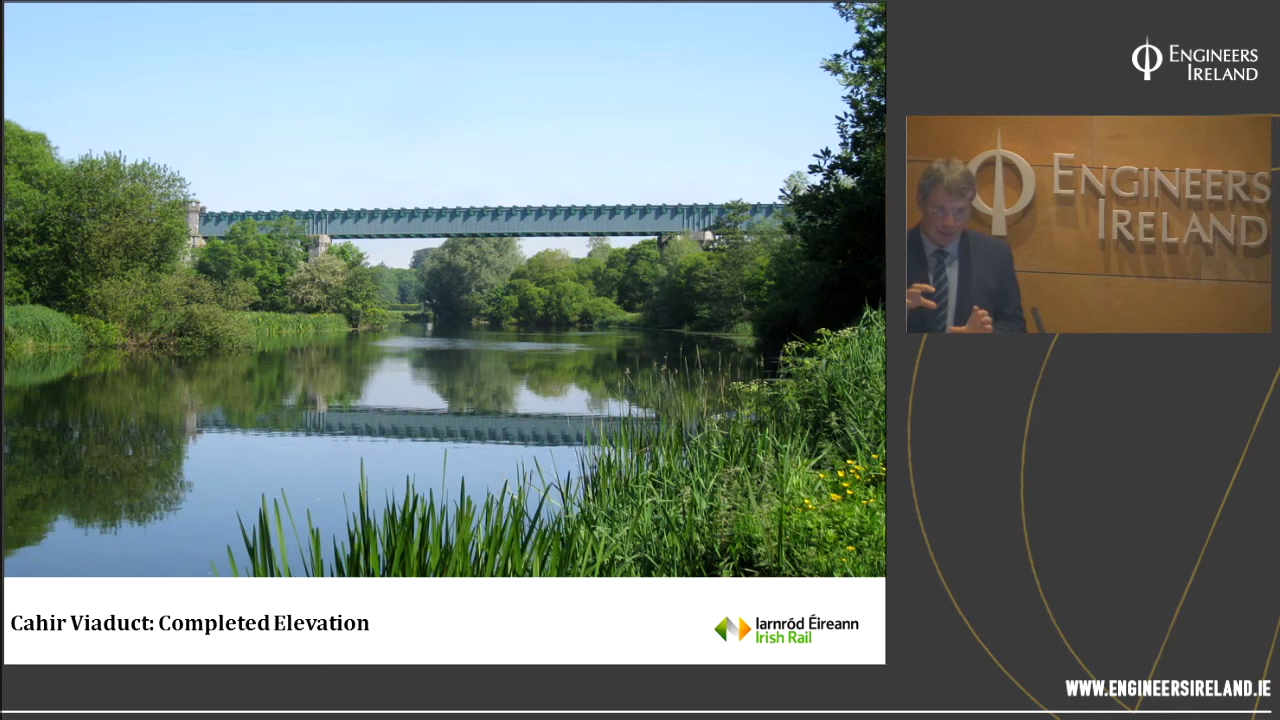 Cahir Viaduct: Completed Elevation
Iarnród Éireann
Irish Rail
ENGINEERS
IRELAND
ENGINEERS
IRELAND
WWW.ENGINEERSIRELAND.IE